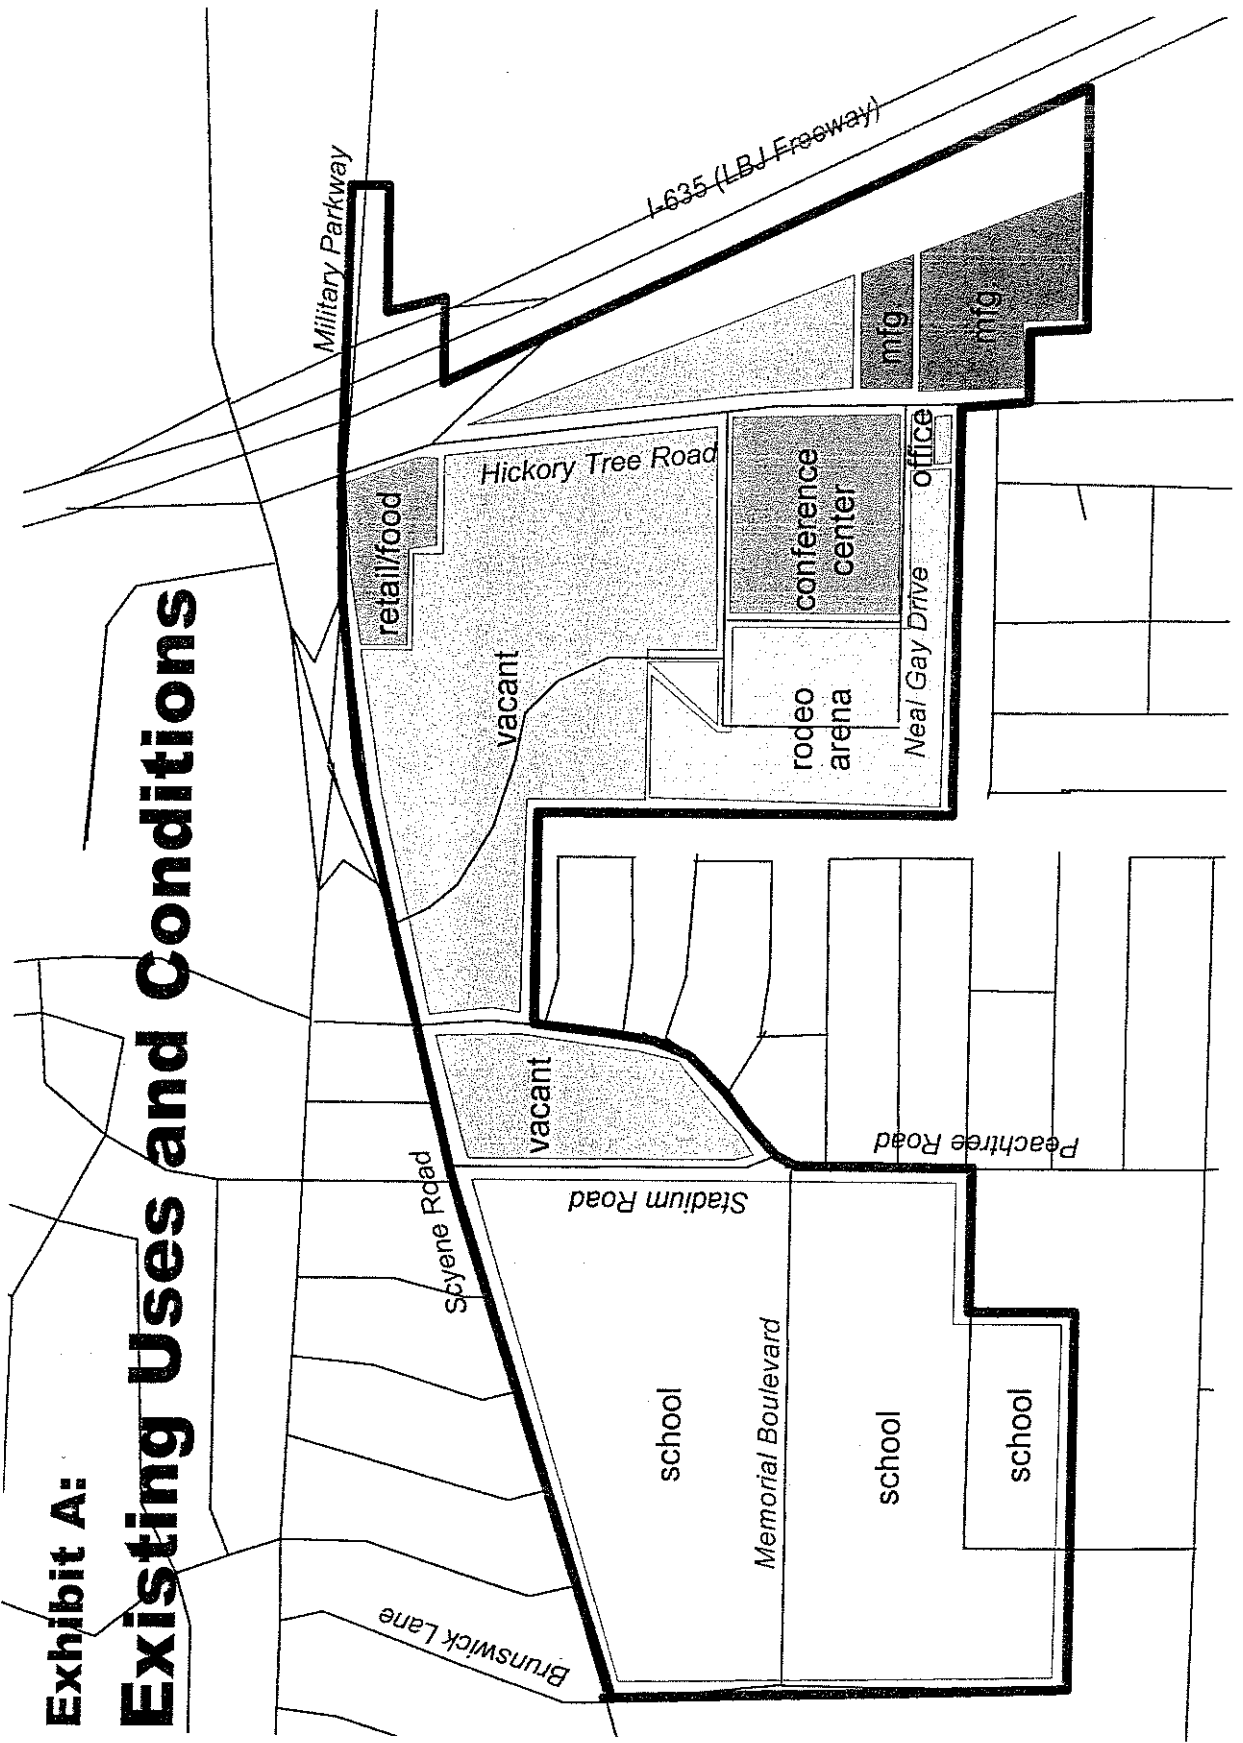 Exhibit A:
Existing Uses and Conditions
Military Parkway
I-635 (LBJ Freeway)
Scyene Road
Brunswick Lane
retail/food
Hickory Tree Road
vacant
vacant
Stadium Road
school
Memorial Boulevard
school
school
Peachtree Road
rodeo
arena
conference
center
office
Neal Gay Drive
mfg.
mfg.